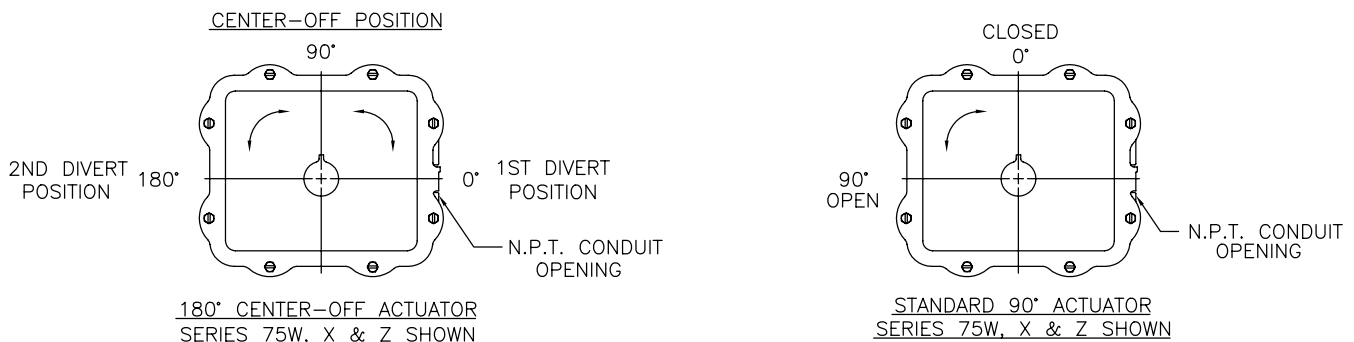 CENTER-OFF POSITION
90°
2ND DIVERT
POSITION
180°
0°
1ST DIVERT
POSITION
N.P.T. CONDUIT
OPENING
180° CENTER-OFF ACTUATOR
SERIES 75W. X & Z SHOWN
CLOSED
0°
90°
OPEN
N.P.T. CONDUIT
OPENING
STANDARD 90° ACTUATOR
SERIES 75W, X & Z SHOWN